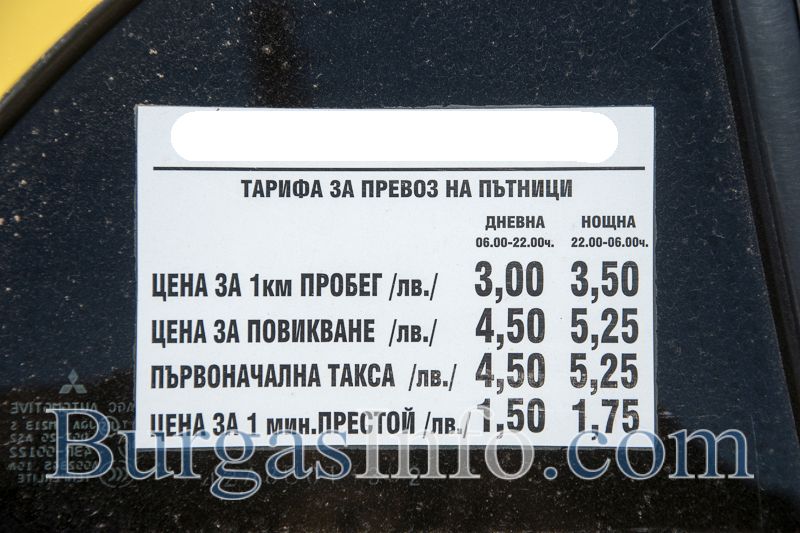 ТАРИФА ЗА ПРЕВОЗ НА ПЪТНИЦИ
ДНЕВНА НОЩНА
06.00-22.00ч. 22.00-06.00ч.
ЦЕНА ЗА 1км ПРОБЕГ /лв./ 3,00 3,50
ЦЕНА ЗА ПОВИКВАНЕ /лв./ 4,50 5,25
ПЪРВОНАЧАЛНА ТАКСА /лв./ 4,50 5,25
ЦЕНА ЗА 1 мин.ПРЕСТОЙ /лв./ 1,50 1,75
AGC AUTOMOTIVE
BurgasInfo.com